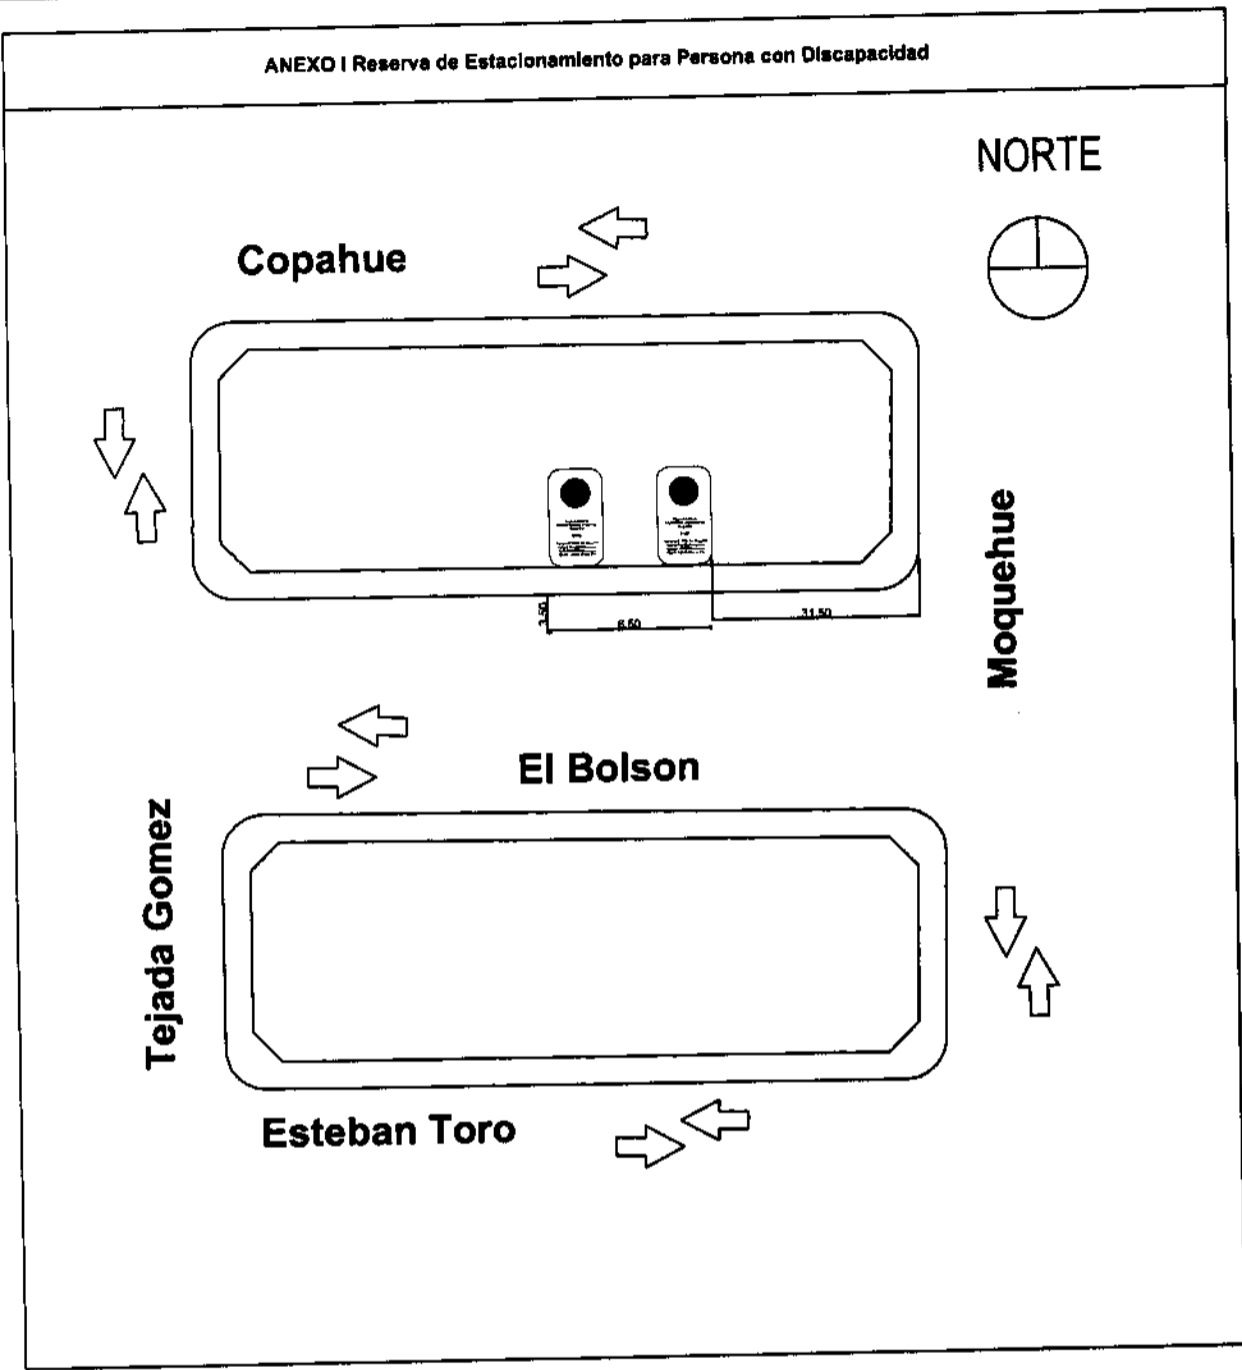 ANEXO I Reserva de Estacionamiento para Persona con Discapacidad
NORTE
Copahue
Moquehue
3.50
6.50
31.50
El Bolson
Tejada Gomez
Esteban Toro